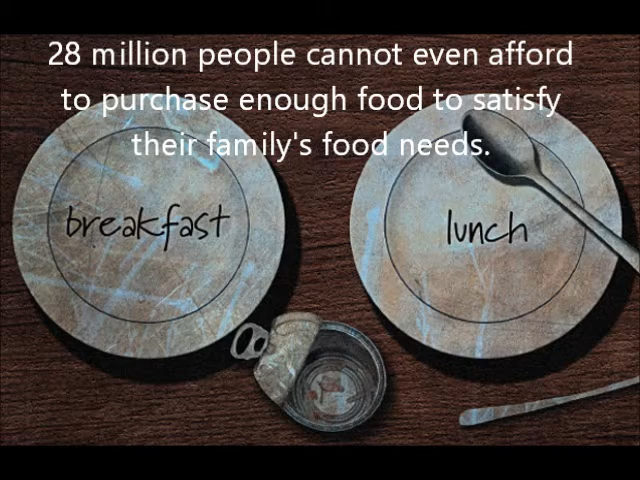 28 million people cannot even afford
to purchase enough food to satisfy
their family's food needs.
breakfast
lunch